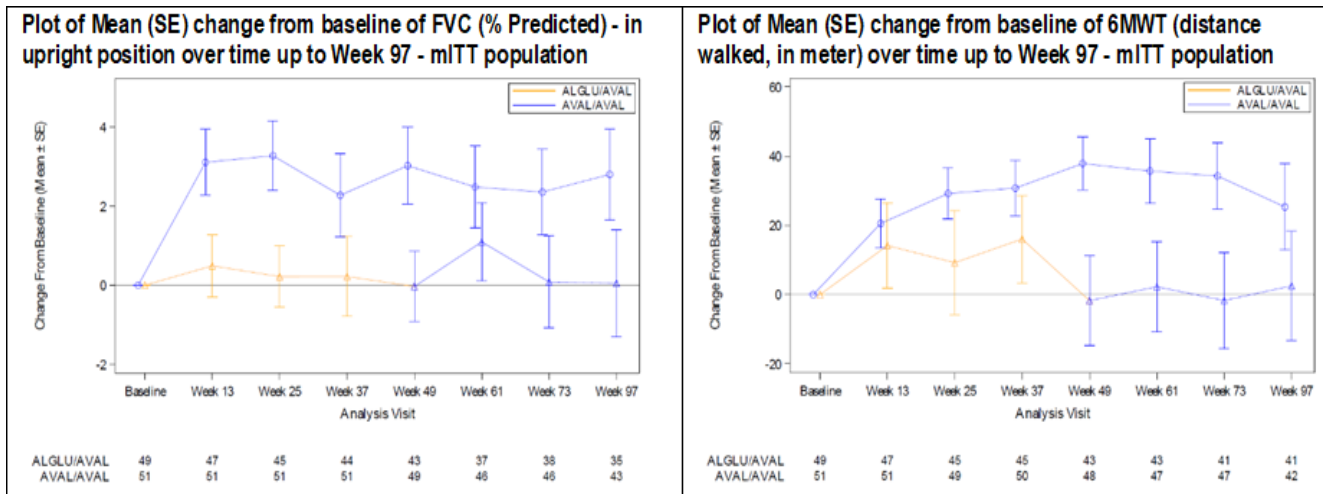 Plot of Mean (SE) change from baseline of FVC (% Predicted) - in
upright position over time up to Week 97 - mITT population
ALGLU/AVAL
AVAL/AVAL
Change From Baseline (Mean ± SE)
4
2
0
-2
Baseline Week 13 Week 25 Week 37 Week 49 Week 61 Week 73 Week 97
Analysis Visit
ALGLU/AVAL 49 47 45 44 43 37 38 35
AVAL/AVAL 51 51 51 51 49 46 46 43
Plot of Mean (SE) change from baseline of 6MWT (distance
walked, in meter) over time up to Week 97 - mITT population
ALGLU/AVAL
AVAL/AVAL
Change From Baseline (Mean ± SE)
60
40
20
0
-20
Baseline Week 13 Week 25 Week 37 Week 49 Week 61 Week 73 Week 97
Analysis Visit
ALGLU/AVAL 49 47 45 45 43 43 41 41
AVAL/AVAL 51 51 49 50 48 47 47 42